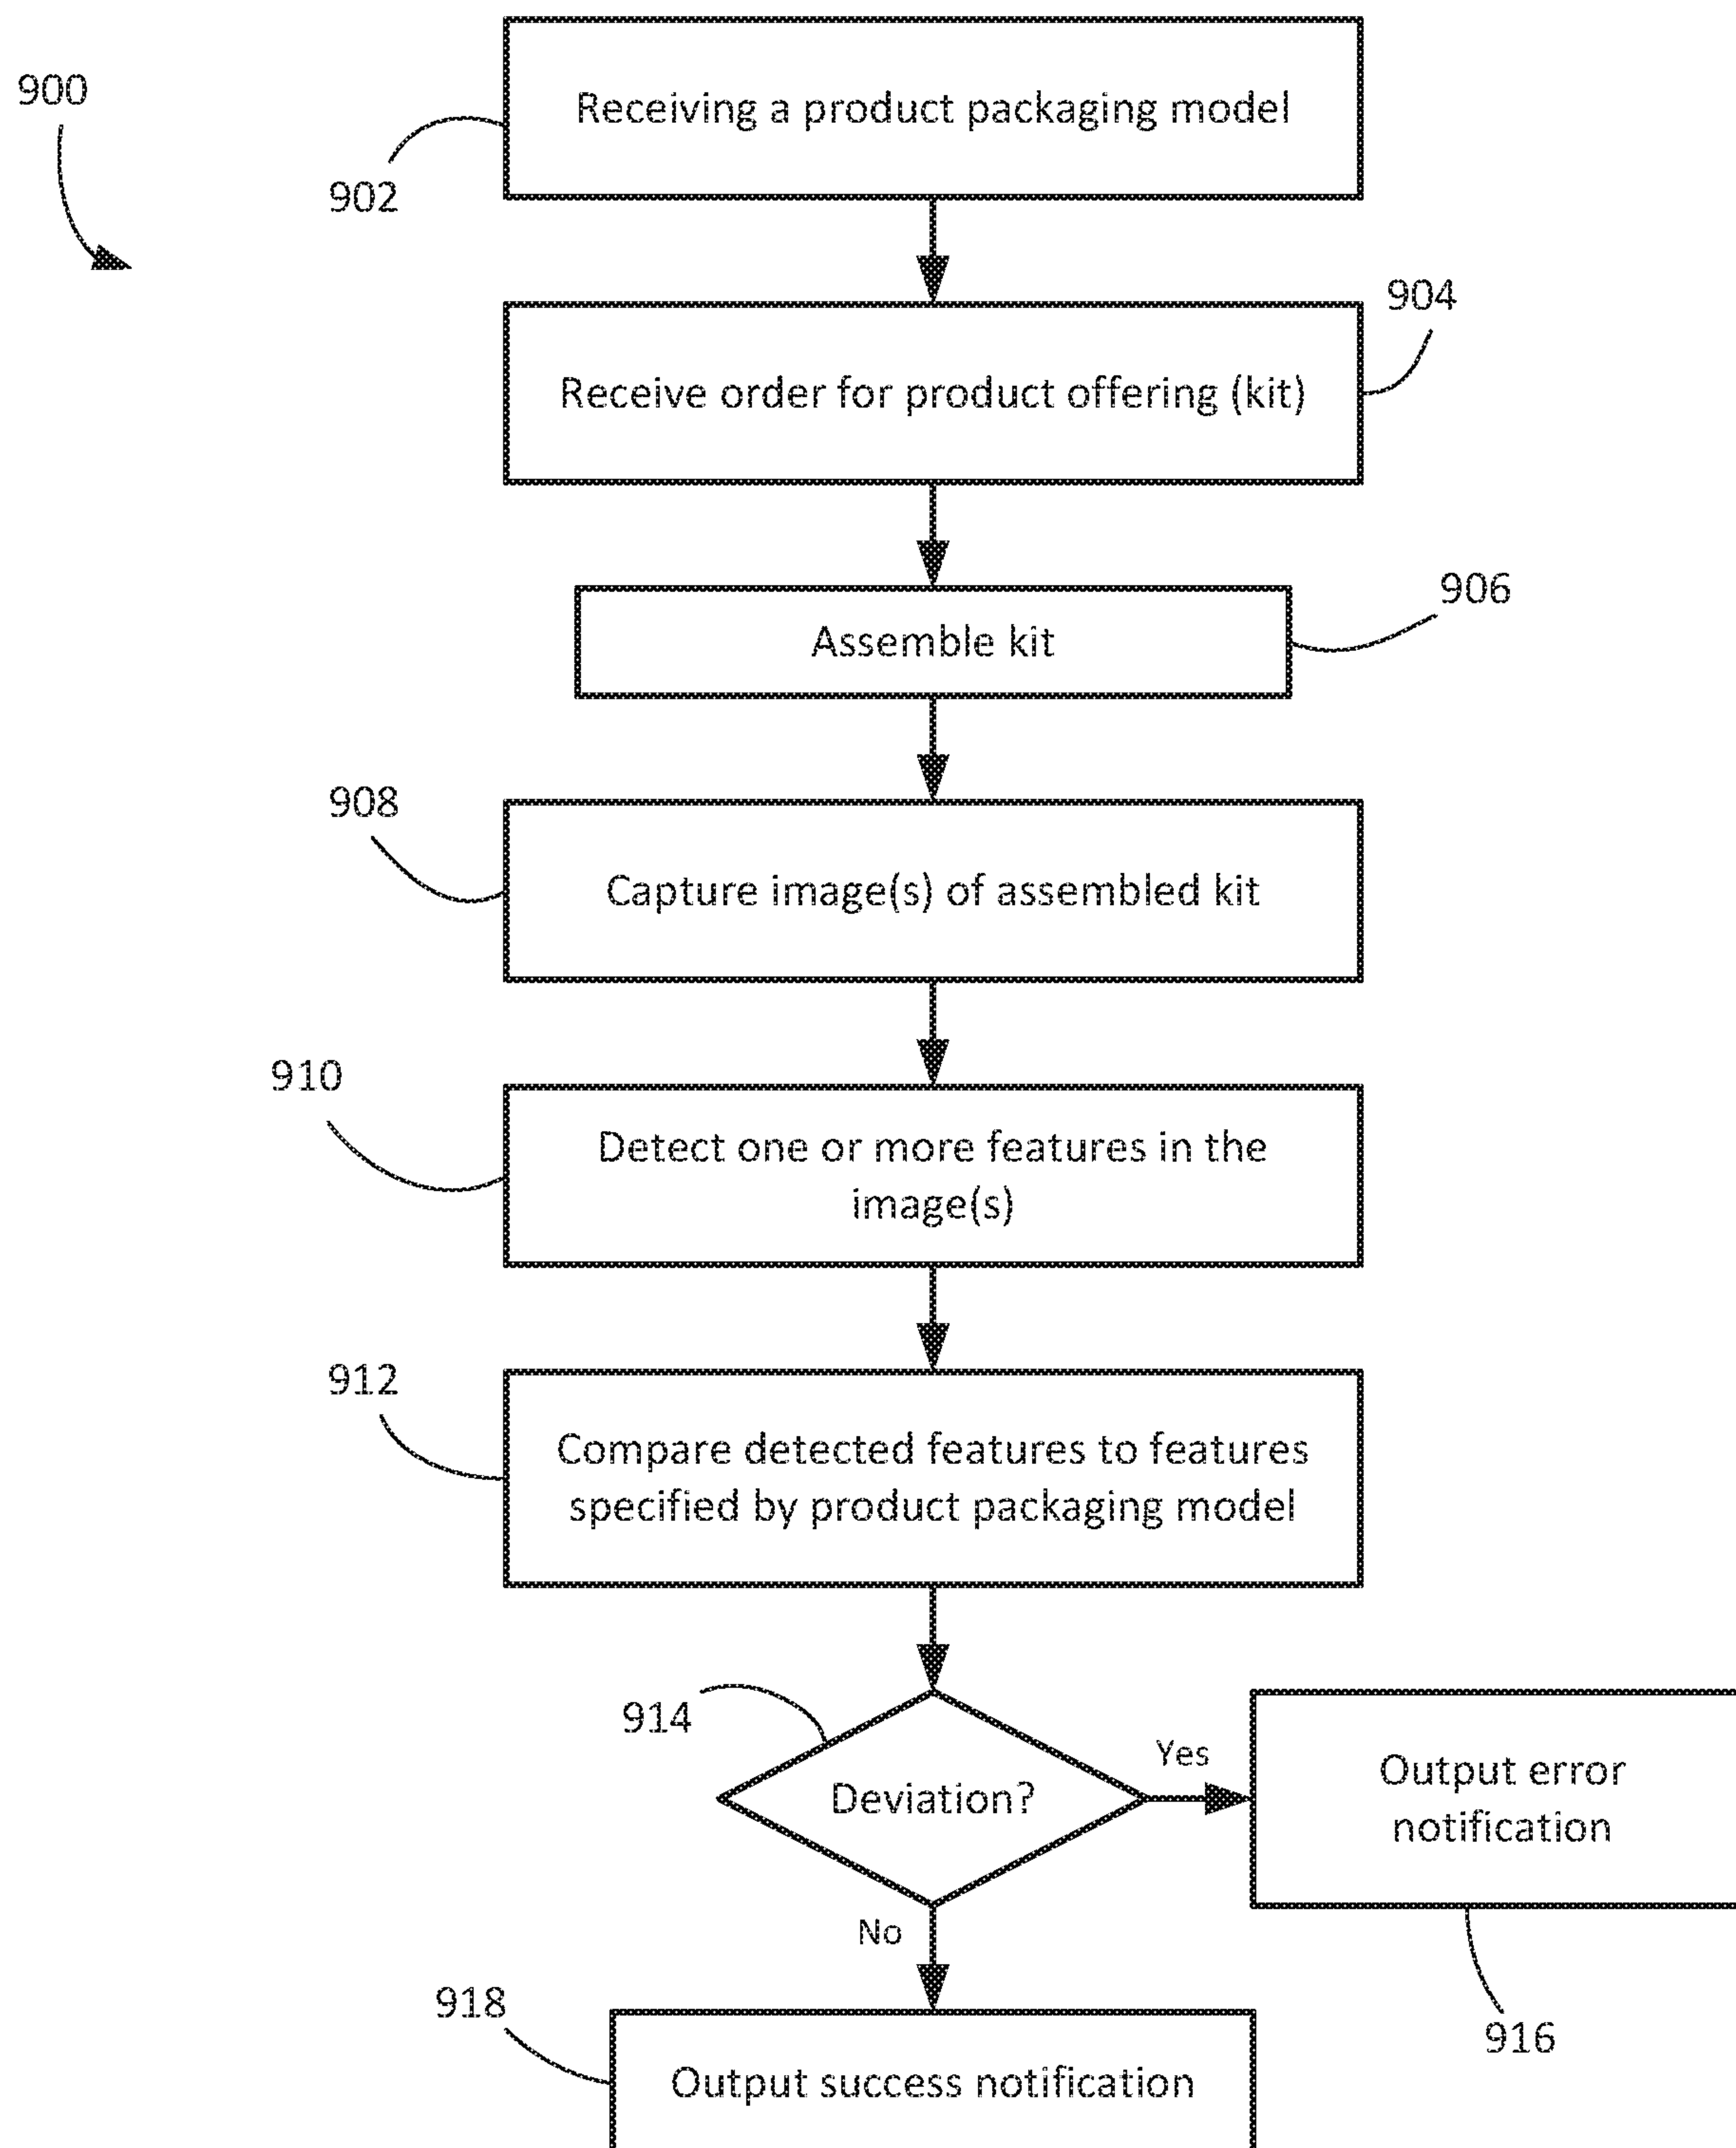 900
Receiving a product packaging model
902
904
Receive order for product offering (kit)
906
Assemble kit
908
Capture image(s) of assembled kit
910
Detect one or more features in the
image(s)
912
Compare detected features to features
specified by product packaging model
914
Deviation?
Yes
Output error
notification
No
916
918
Output success notification